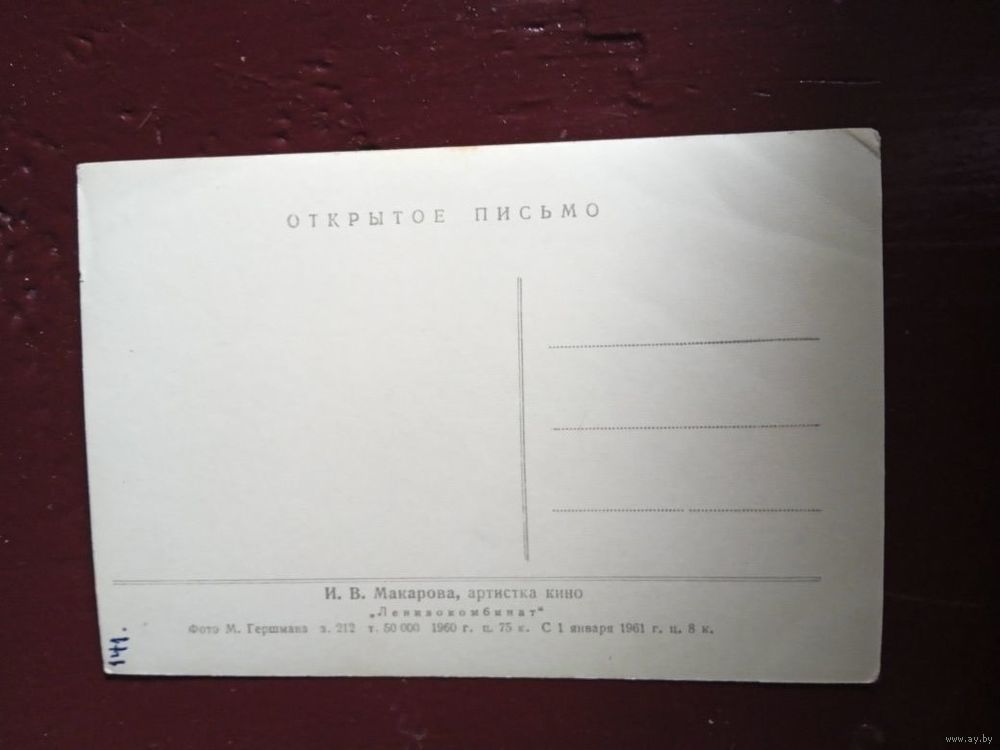 ОТКРЫТОЕ ПИСЬМО
И. В. Макарова, артистка кино
„Ленизокомбинат“
Фото М. Гершмана з. 212 т. 50 000 1960 г. ц. 75 к. С 1 января 1961 г. ц. 8 к.
141.
www.ay.by